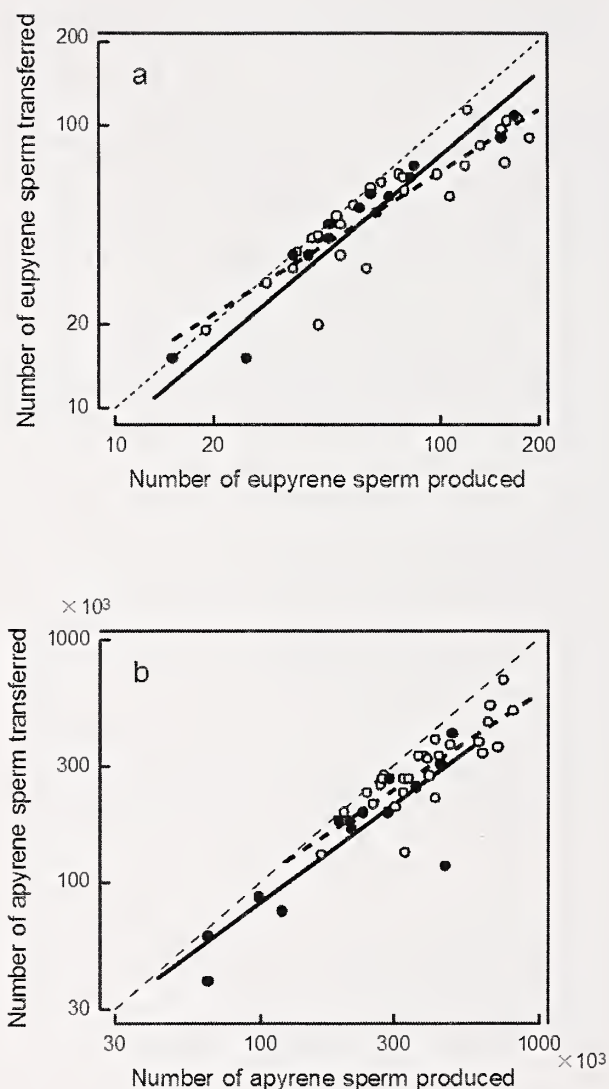 a
Number of eupyrene sperm transferred
200
100
20
10
10 20 100 200
Number of eupyrene sperm produced
×10³
b
Number of apyrene sperm transferred
1000
300
100
30
30 100 300 1000
×10³
Number of apyrene sperm produced